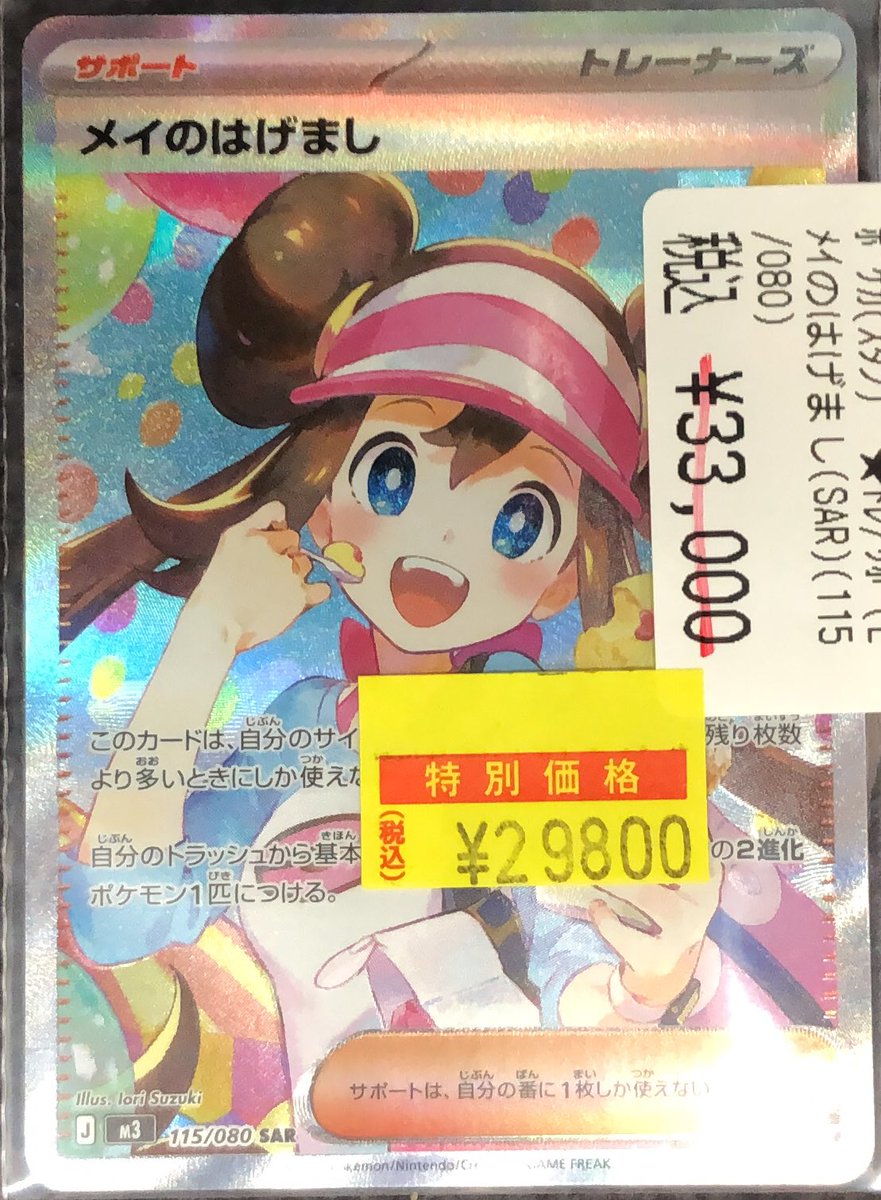 サポート
トレーナーズ
メイのはげまし
メイのはげまし(SAR)(115
/080)
税込 ¥33,000
このカードは、自分のサイ
残り枚数
より多いときにしか使え
特別価格
(税込) ¥29800
自分のトラッシュから基本
の2進化
ポケモン1匹につける。
サポートは、自分の番に1枚しか使えない
Illus. Iori Suzuki
J M3 115/080 SAR
GAME FREAK